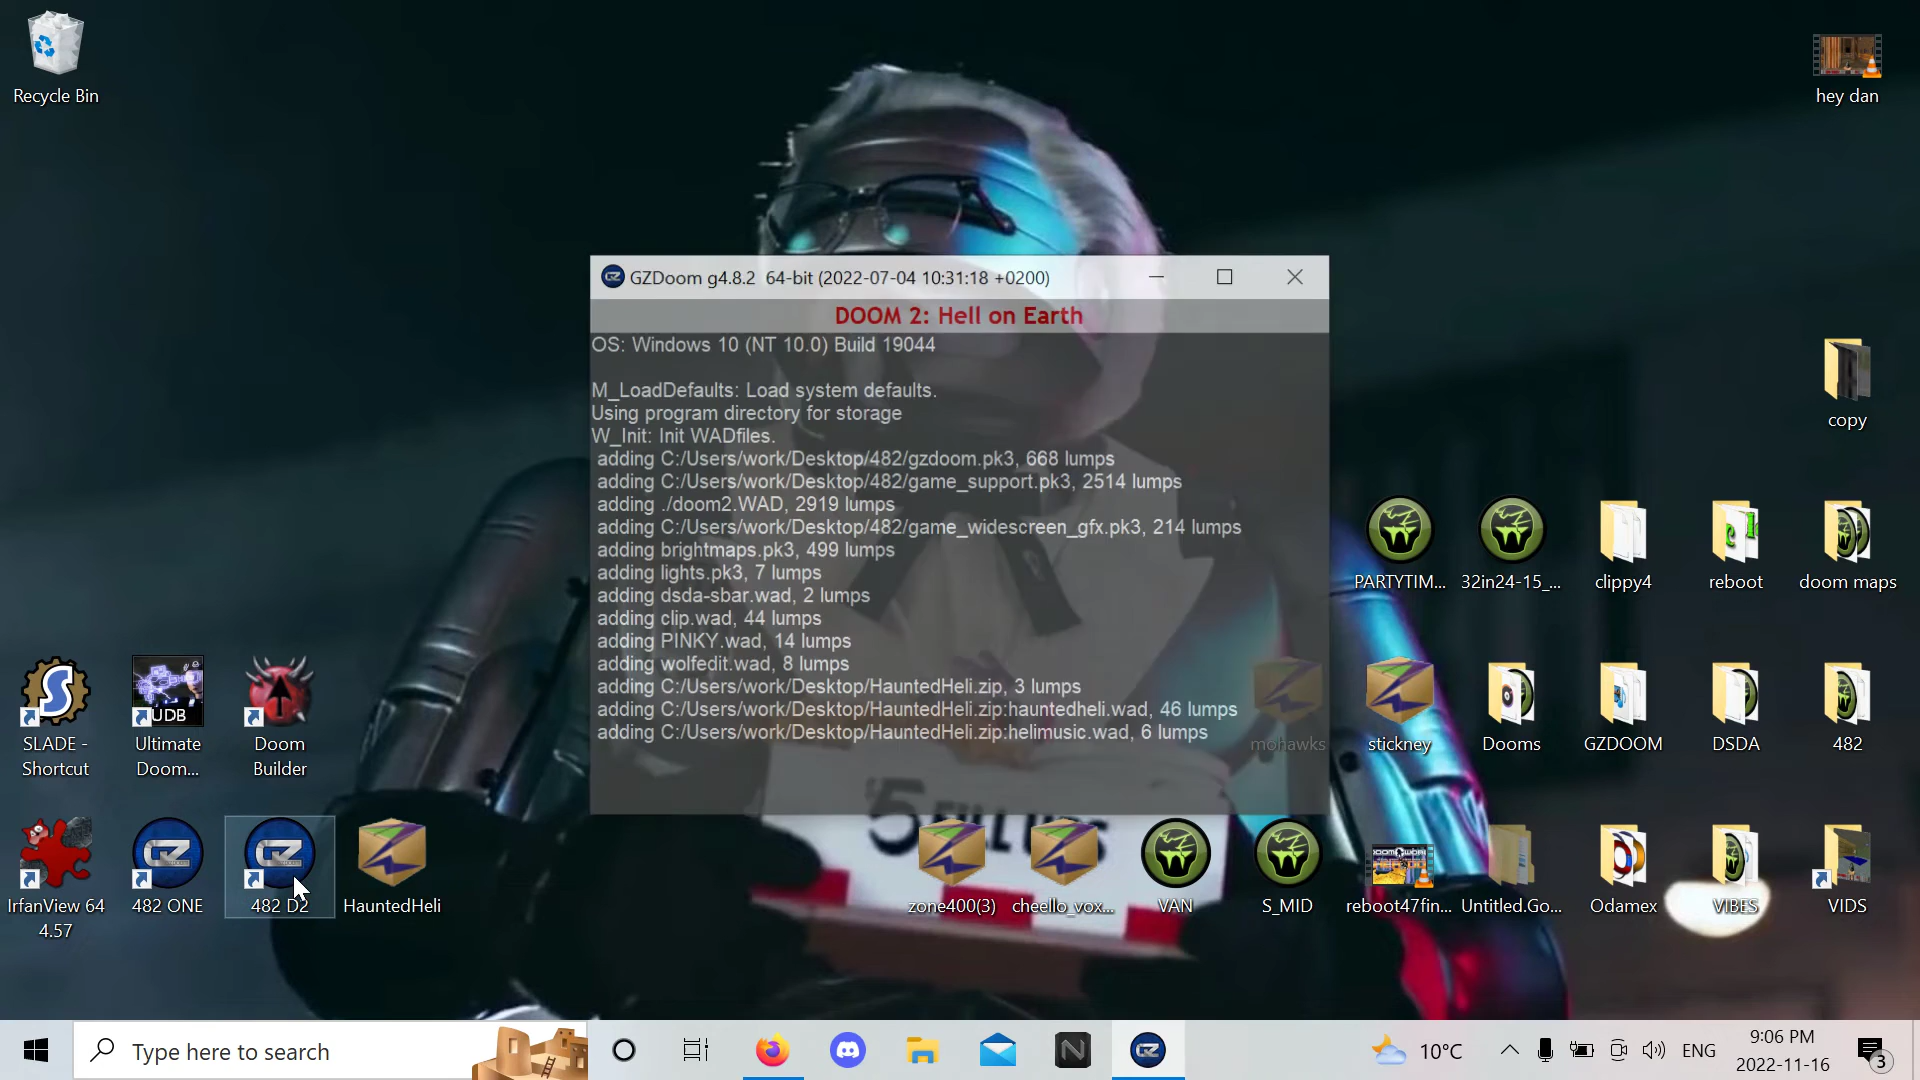 Recycle Bin
hey dan
GZDoom g4.8.2 64-bit (2022-07-04 10:31:18 +0200)
DOOM 2: Hell on Earth
OS: Windows 10 (NT 10.0) Build 19044
M_LoadDefaults: Load system defaults.
Using program directory for storage
W_Init: Init WADfiles.
adding C:/Users/work/Desktop/482/gzdoom.pk3, 668 lumps
adding C:/Users/work/Desktop/482/game_support.pk3, 2514 lumps
adding ./doom2.WAD, 2919 lumps
adding C:/Users/work/Desktop/482/game_widescreen_gfx.pk3, 214 lumps
adding brightmaps.pk3, 499 lumps
adding lights.pk3, 7 lumps
adding dsda-sbar.wad, 2 lumps
adding clip.wad, 44 lumps
adding PINKY.wad, 14 lumps
adding wolfedit.wad, 8 lumps
adding C:/Users/work/Desktop/HauntedHeli.zip, 3 lumps
adding C:/Users/work/Desktop/HauntedHeli.zip:hauntedheli.wad, 46 lumps
adding C:/Users/work/Desktop/HauntedHeli.zip:helimusic.wad, 6 lumps
copy
PARTYTIM...
32in24-15_...
clippy4
reboot
doom maps
UDB
SLADE -
Shortcut
Ultimate
Doom...
Doom
Builder
mohawks
stickney
Dooms
GZDOOM
DSDA
482
IrfanView 64
4.57
482 ONE
482 D2
HauntedHeli
zone400(3)
cheello_vox...
VAN
S_MID
reboot47fin...
Untitled.Go...
Odamex
VIBES
VIDS
Type here to search
10°C
ENG
9:06 PM
2022-11-16
3